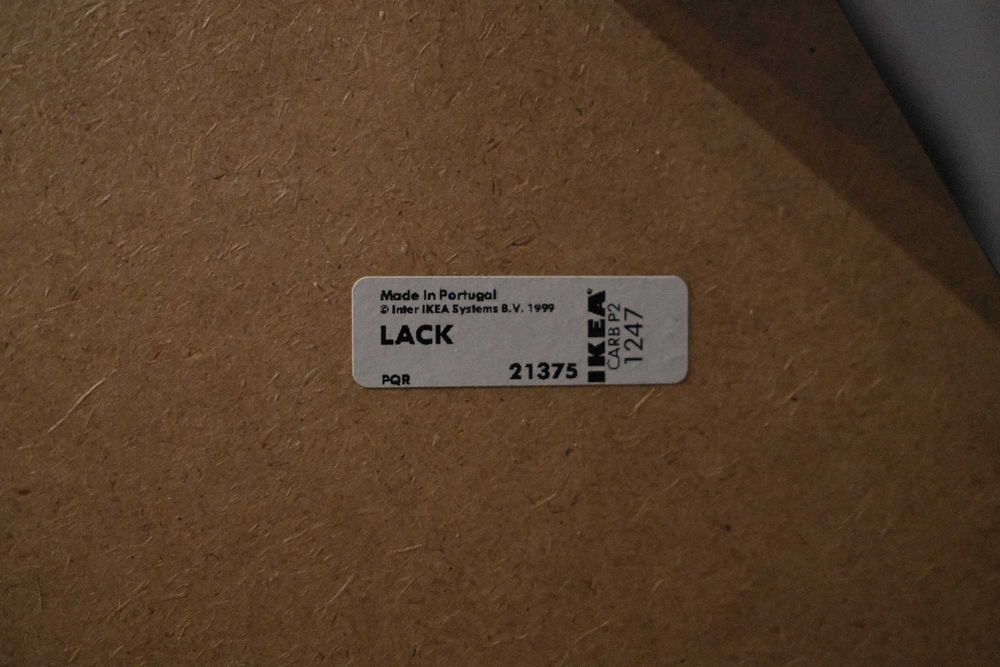 Made in Portugal
© Inter IKEA Systems B.V. 1999
LACK
PQR
21375
IKEA®
CARB P2
1247